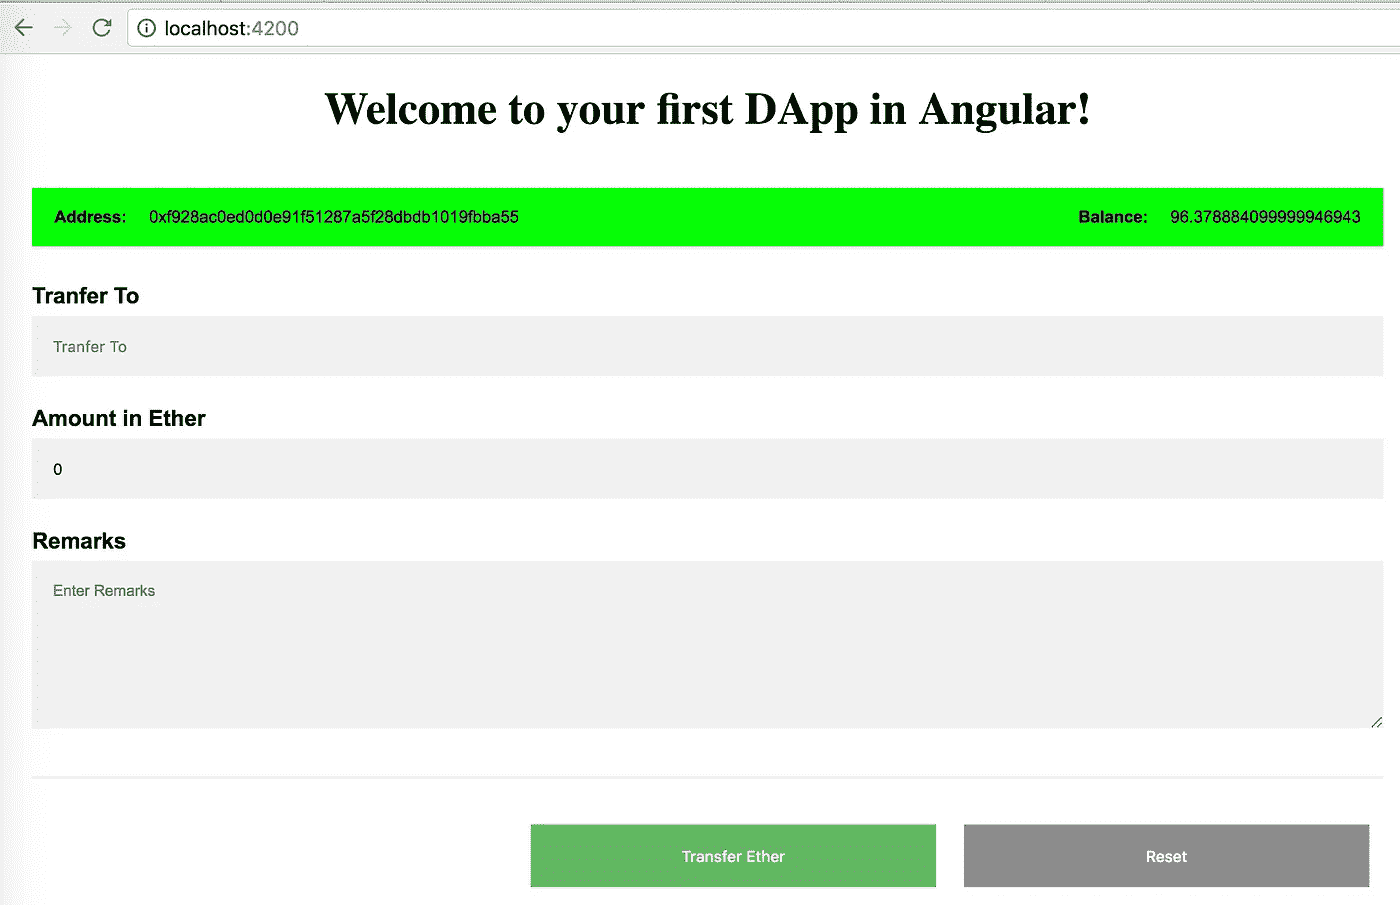 localhost:4200
Welcome to your first DApp in Angular!
Address: 0xf928ac0ed0d0e91f51287a5f28dbdb1019fbba55 Balance: 96.378884099999946943
Tranfer To
Tranfer To
Amount in Ether
0
Remarks
Enter Remarks
Transfer Ether Reset